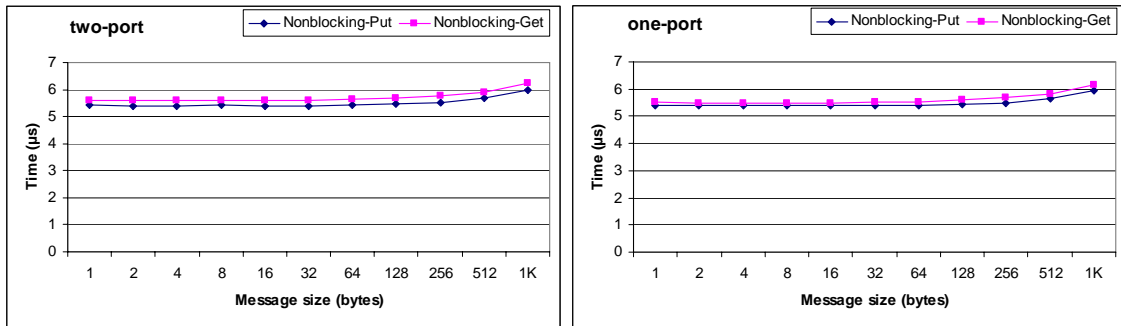 two-port
Nonblocking-Put Nonblocking-Get
7
6
5
4
3
2
1
0
Time (µs)
1 2 4 8 16 32 64 128 256 512 1K
Message size (bytes)
one-port
Nonblocking-Put Nonblocking-Get
7
6
5
4
3
2
1
0
Time (µs)
1 2 4 8 16 32 64 128 256 512 1K
Message size (bytes)